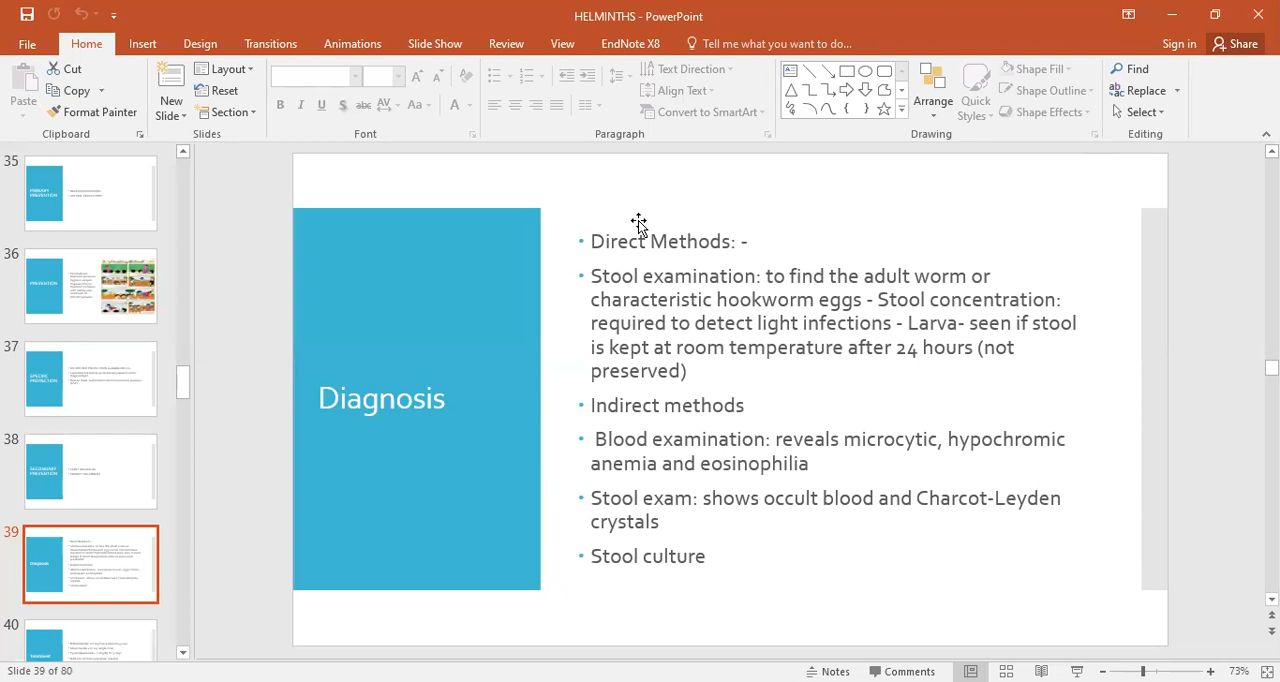 HELMINTHS - PowerPoint
File Home Insert Design Transitions Animations Slide Show Review View EndNote X8 Tell me what you want to do... Sign in Share
Paste
Cut
Copy
Format Painter
Clipboard
New
Slide
Layout
Reset
Section
Slides
B I U S abc AV Aa A
Font
Text Direction
Align Text
Convert to SmartArt
Paragraph
Arrange
Quick
Styles
Shape Fill
Shape Outline
Shape Effects
Drawing
Find
Replace
Select
Editing
35
36
PREVENTION
37
38
39
Diagnosis
40
Diagnosis
• Direct Methods: -
• Stool examination: to find the adult worm or
characteristic hookworm eggs - Stool concentration:
required to detect light infections - Larva- seen if stool
is kept at room temperature after 24 hours (not
preserved)
• Indirect methods
• Blood examination: reveals microcytic, hypochromic
anemia and eosinophilia
• Stool exam: shows occult blood and Charcot-Leyden
crystals
• Stool culture
Slide 39 of 80
Notes Comments 73%